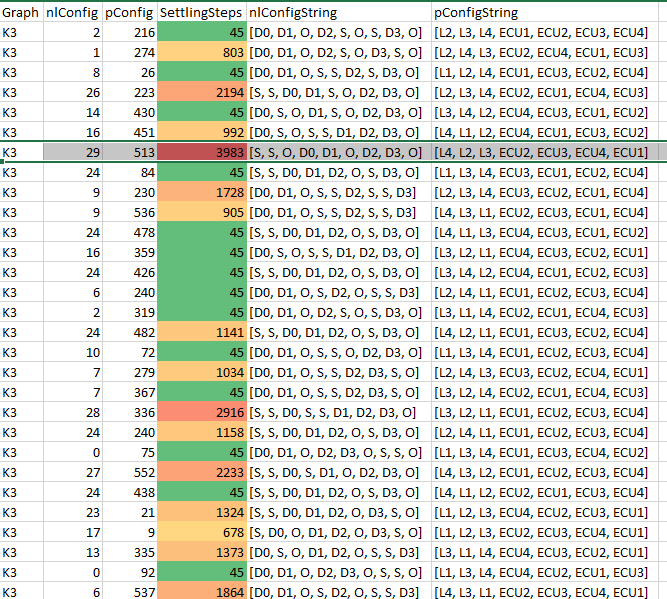 Graph nlConfig pConfig SettlingSteps nlConfigString pConfigString
K3 2 216 45 [D0, D1, O, D2, S, O, S, D3, O] [L2, L3, L4, ECU1, ECU2, ECU3, ECU4]
K3 1 274 803 [D0, D1, O, D2, S, O, D3, S, O] [L2, L4, L3, ECU2, ECU4, ECU1, ECU3]
K3 8 26 45 [D0, D1, O, S, S, D2, S, D3, O] [L1, L2, L4, ECU2, ECU3, ECU1, ECU4]
K3 26 223 2194 [S, S, D0, D1, S, O, D2, D3, O] [L2, L3, L4, ECU2, ECU1, ECU4, ECU3]
K3 14 430 45 [D0, S, O, D1, S, O, D2, D3, O] [L3, L4, L2, ECU4, ECU3, ECU1, ECU2]
K3 16 451 992 [D0, S, O, S, S, D1, D2, D3, O] [L4, L1, L2, ECU4, ECU1, ECU3, ECU2]
K3 29 513 3983 [S, S, O, D0, D1, O, D2, D3, O] [L4, L2, L3, ECU2, ECU3, ECU4, ECU1]
K3 24 84 45 [S, S, D0, D1, D2, O, S, D3, O] [L1, L3, L4, ECU3, ECU1, ECU2, ECU4]
K3 9 230 1728 [D0, D1, O, S, S, D2, S, S, D3] [L2, L3, L4, ECU3, ECU2, ECU1, ECU4]
K3 9 536 905 [D0, D1, O, S, S, D2, S, S, D3] [L4, L3, L1, ECU2, ECU3, ECU1, ECU4]
K3 24 478 45 [S, S, D0, D1, D2, O, S, D3, O] [L4, L1, L3, ECU4, ECU3, ECU1, ECU2]
K3 16 359 45 [D0, S, O, S, S, D1, D2, D3, O] [L3, L2, L1, ECU4, ECU3, ECU2, ECU1]
K3 24 426 45 [S, S, D0, D1, D2, O, S, D3, O] [L3, L4, L2, ECU4, ECU1, ECU2, ECU3]
K3 6 240 45 [D0, D1, O, S, D2, O, S, S, D3] [L2, L4, L1, ECU1, ECU2, ECU3, ECU4]
K3 2 319 45 [D0, D1, O, D2, S, O, S, D3, O] [L3, L1, L4, ECU2, ECU1, ECU4, ECU3]
K3 24 482 1141 [S, S, D0, D1, D2, O, S, D3, O] [L4, L2, L1, ECU1, ECU3, ECU2, ECU4]
K3 10 72 45 [D0, D1, O, S, S, O, D2, D3, O] [L1, L3, L4, ECU1, ECU2, ECU3, ECU4]
K3 7 279 1034 [D0, D1, O, S, D2, D3, S, S, O] [L2, L4, L3, ECU2, ECU3, ECU4, ECU1]
K3 7 367 45 [D0, D1, O, S, D2, D3, S, S, O] [L3, L2, L4, ECU2, ECU1, ECU4, ECU3]
K3 28 336 2916 [S, S, D0, S, S, D1, D2, D3, O] [L3, L2, L1, ECU1, ECU2, ECU3, ECU4]
K3 24 240 1158 [S, S, D0, D1, D2, O, S, D3, O] [L2, L4, L1, ECU1, ECU2, ECU3, ECU4]
K3 0 75 45 [D0, D1, O, D2, D3, O, S, S, O] [L1, L3, L4, ECU1, ECU3, ECU4, ECU2]
K3 27 552 2233 [S, S, D0, S, D1, O, D2, D3, O] [L4, L3, L2, ECU1, ECU2, ECU3, ECU4]
K3 24 438 45 [S, S, D0, D1, D2, O, S, D3, O] [L4, L1, L2, ECU2, ECU1, ECU3, ECU4]
K3 23 21 1324 [S, S, D0, D1, D2, O, D3, S, O] [L1, L2, L3, ECU4, ECU2, ECU3, ECU1]
K3 17 9 678 [S, D0, O, D1, D2, O, D3, S, O] [L1, L2, L3, ECU2, ECU3, ECU4, ECU1]
K3 13 335 1373 [D0, S, O, D1, D2, O, S, S, D3] [L3, L1, L4, ECU4, ECU3, ECU2, ECU1]
K3 0 92 45 [D0, D1, O, D2, D3, O, S, S, O] [L1, L3, L4, ECU4, ECU2, ECU1, ECU3]
K3 6 537 1864 [D0, D1, O, S, D2, O, S, S, D3] [L4, L3, L1, ECU2, ECU3, ECU4, ECU1]